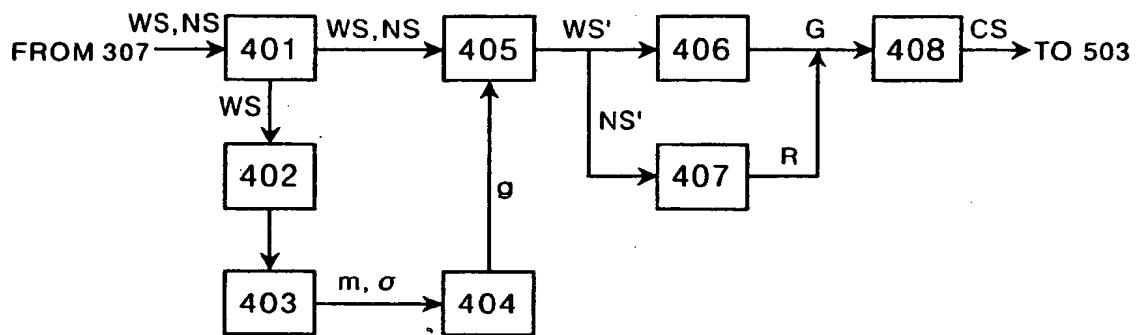 WS,NS
FROM 307
401
WS,NS
405
WS'
406
G
408
CS
TO 503
WS
NS'
402
407
R
g
403
m, σ
404